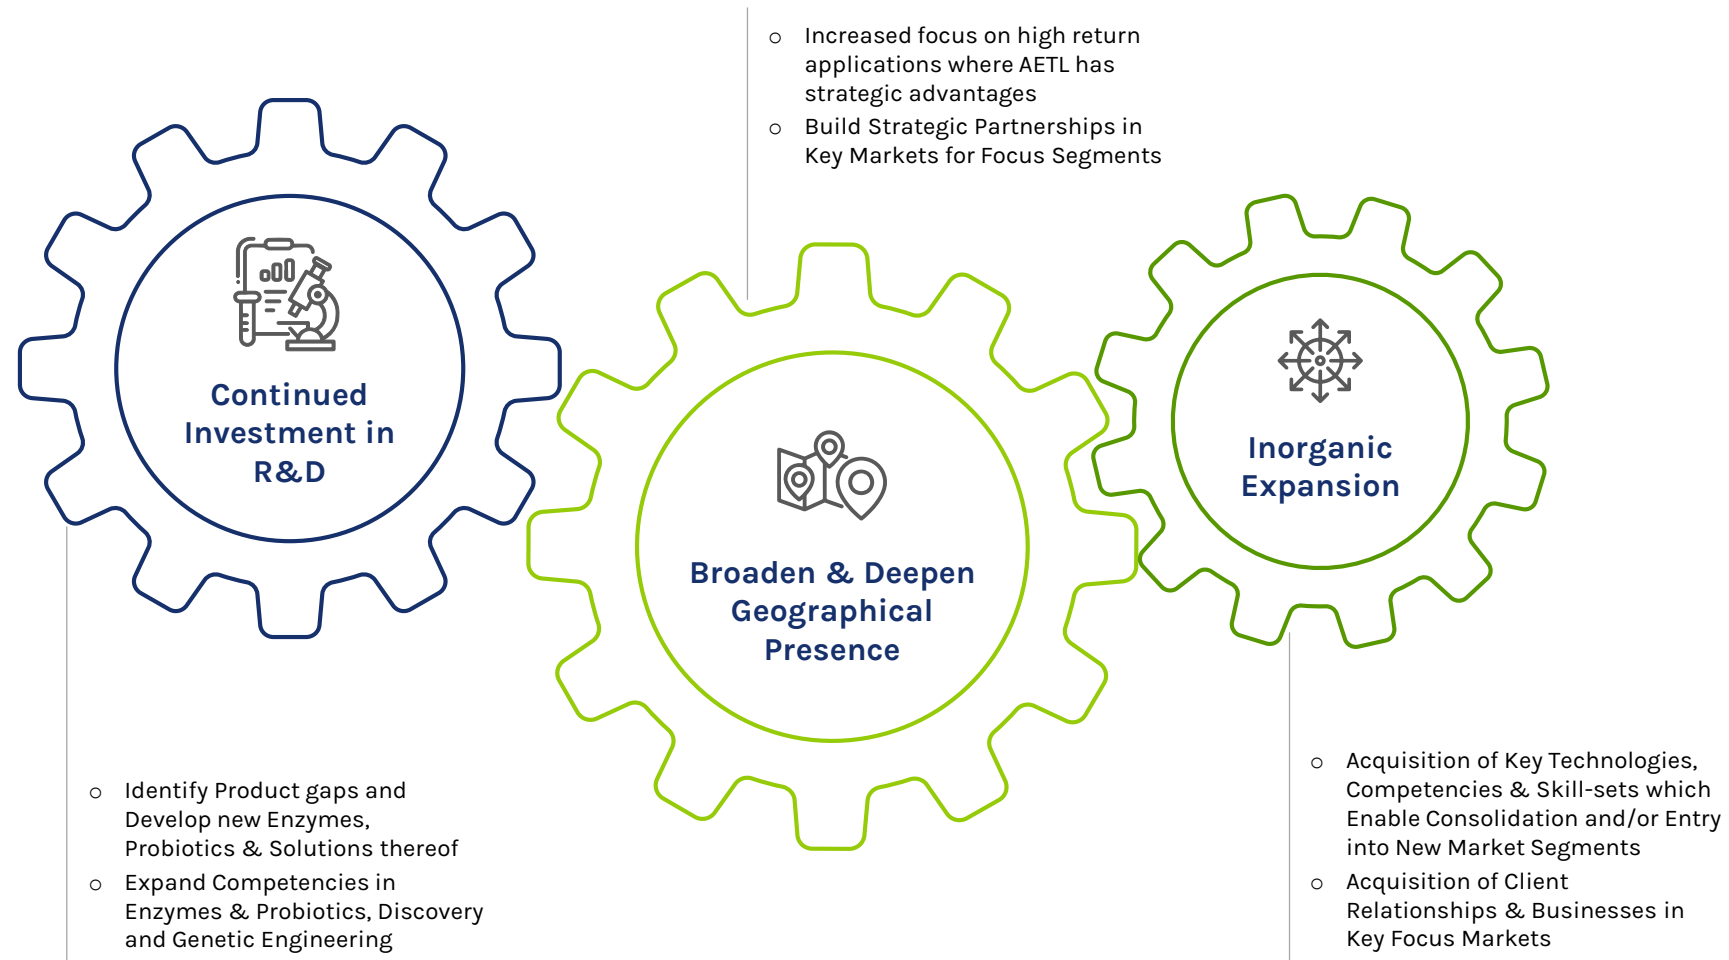 Increased focus on high return
applications where AETL has
strategic advantages
Build Strategic Partnerships in
Key Markets for Focus Segments
Continued
Investment in
R&D
Broaden & Deepen
Geographical
Presence
Inorganic
Expansion
Identify Product gaps and
Develop new Enzymes,
Probiotics & Solutions thereof
Expand Competencies in
Enzymes & Probiotics, Discovery
and Genetic Engineering
Acquisition of Key Technologies,
Competencies & Skill-sets which
Enable Consolidation and/or Entry
into New Market Segments
Acquisition of Client
Relationships & Businesses in
Key Focus Markets